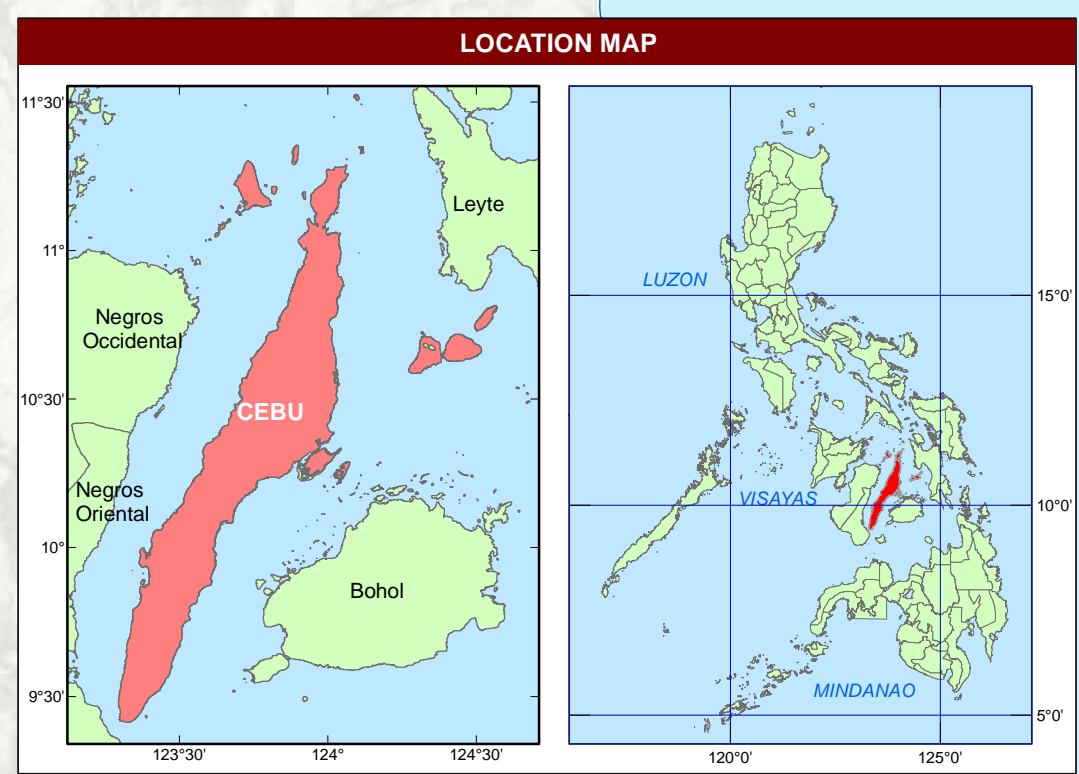 LOCATION MAP
11°30'
11°
10°30'
10°
9°30'
Leyte
Negros
Occidental
CEBU
Negros
Oriental
Bohol
123°30'
124°
124°30'
LUZON
VISAYAS
MINDANAO
15°0'
10°0'
5°0'
120°0'
125°0'